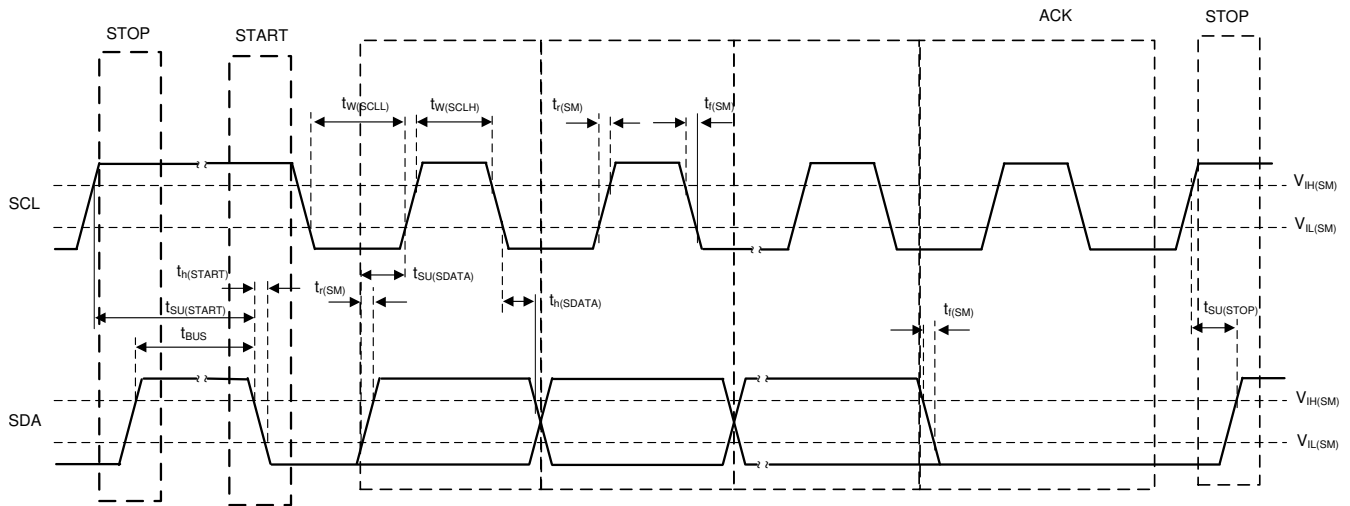 STOP
START
ACK
STOP
tW(SCLL)
tW(SCLH)
tr(SM)
tf(SM)
SCL
VIH(SM)
VIL(SM)
th(START)
tr(SM)
tSU(SDATA)
th(SDATA)
tSU(START)
tf(SM)
tSU(STOP)
tBUS
SDA
VIH(SM)
VIL(SM)